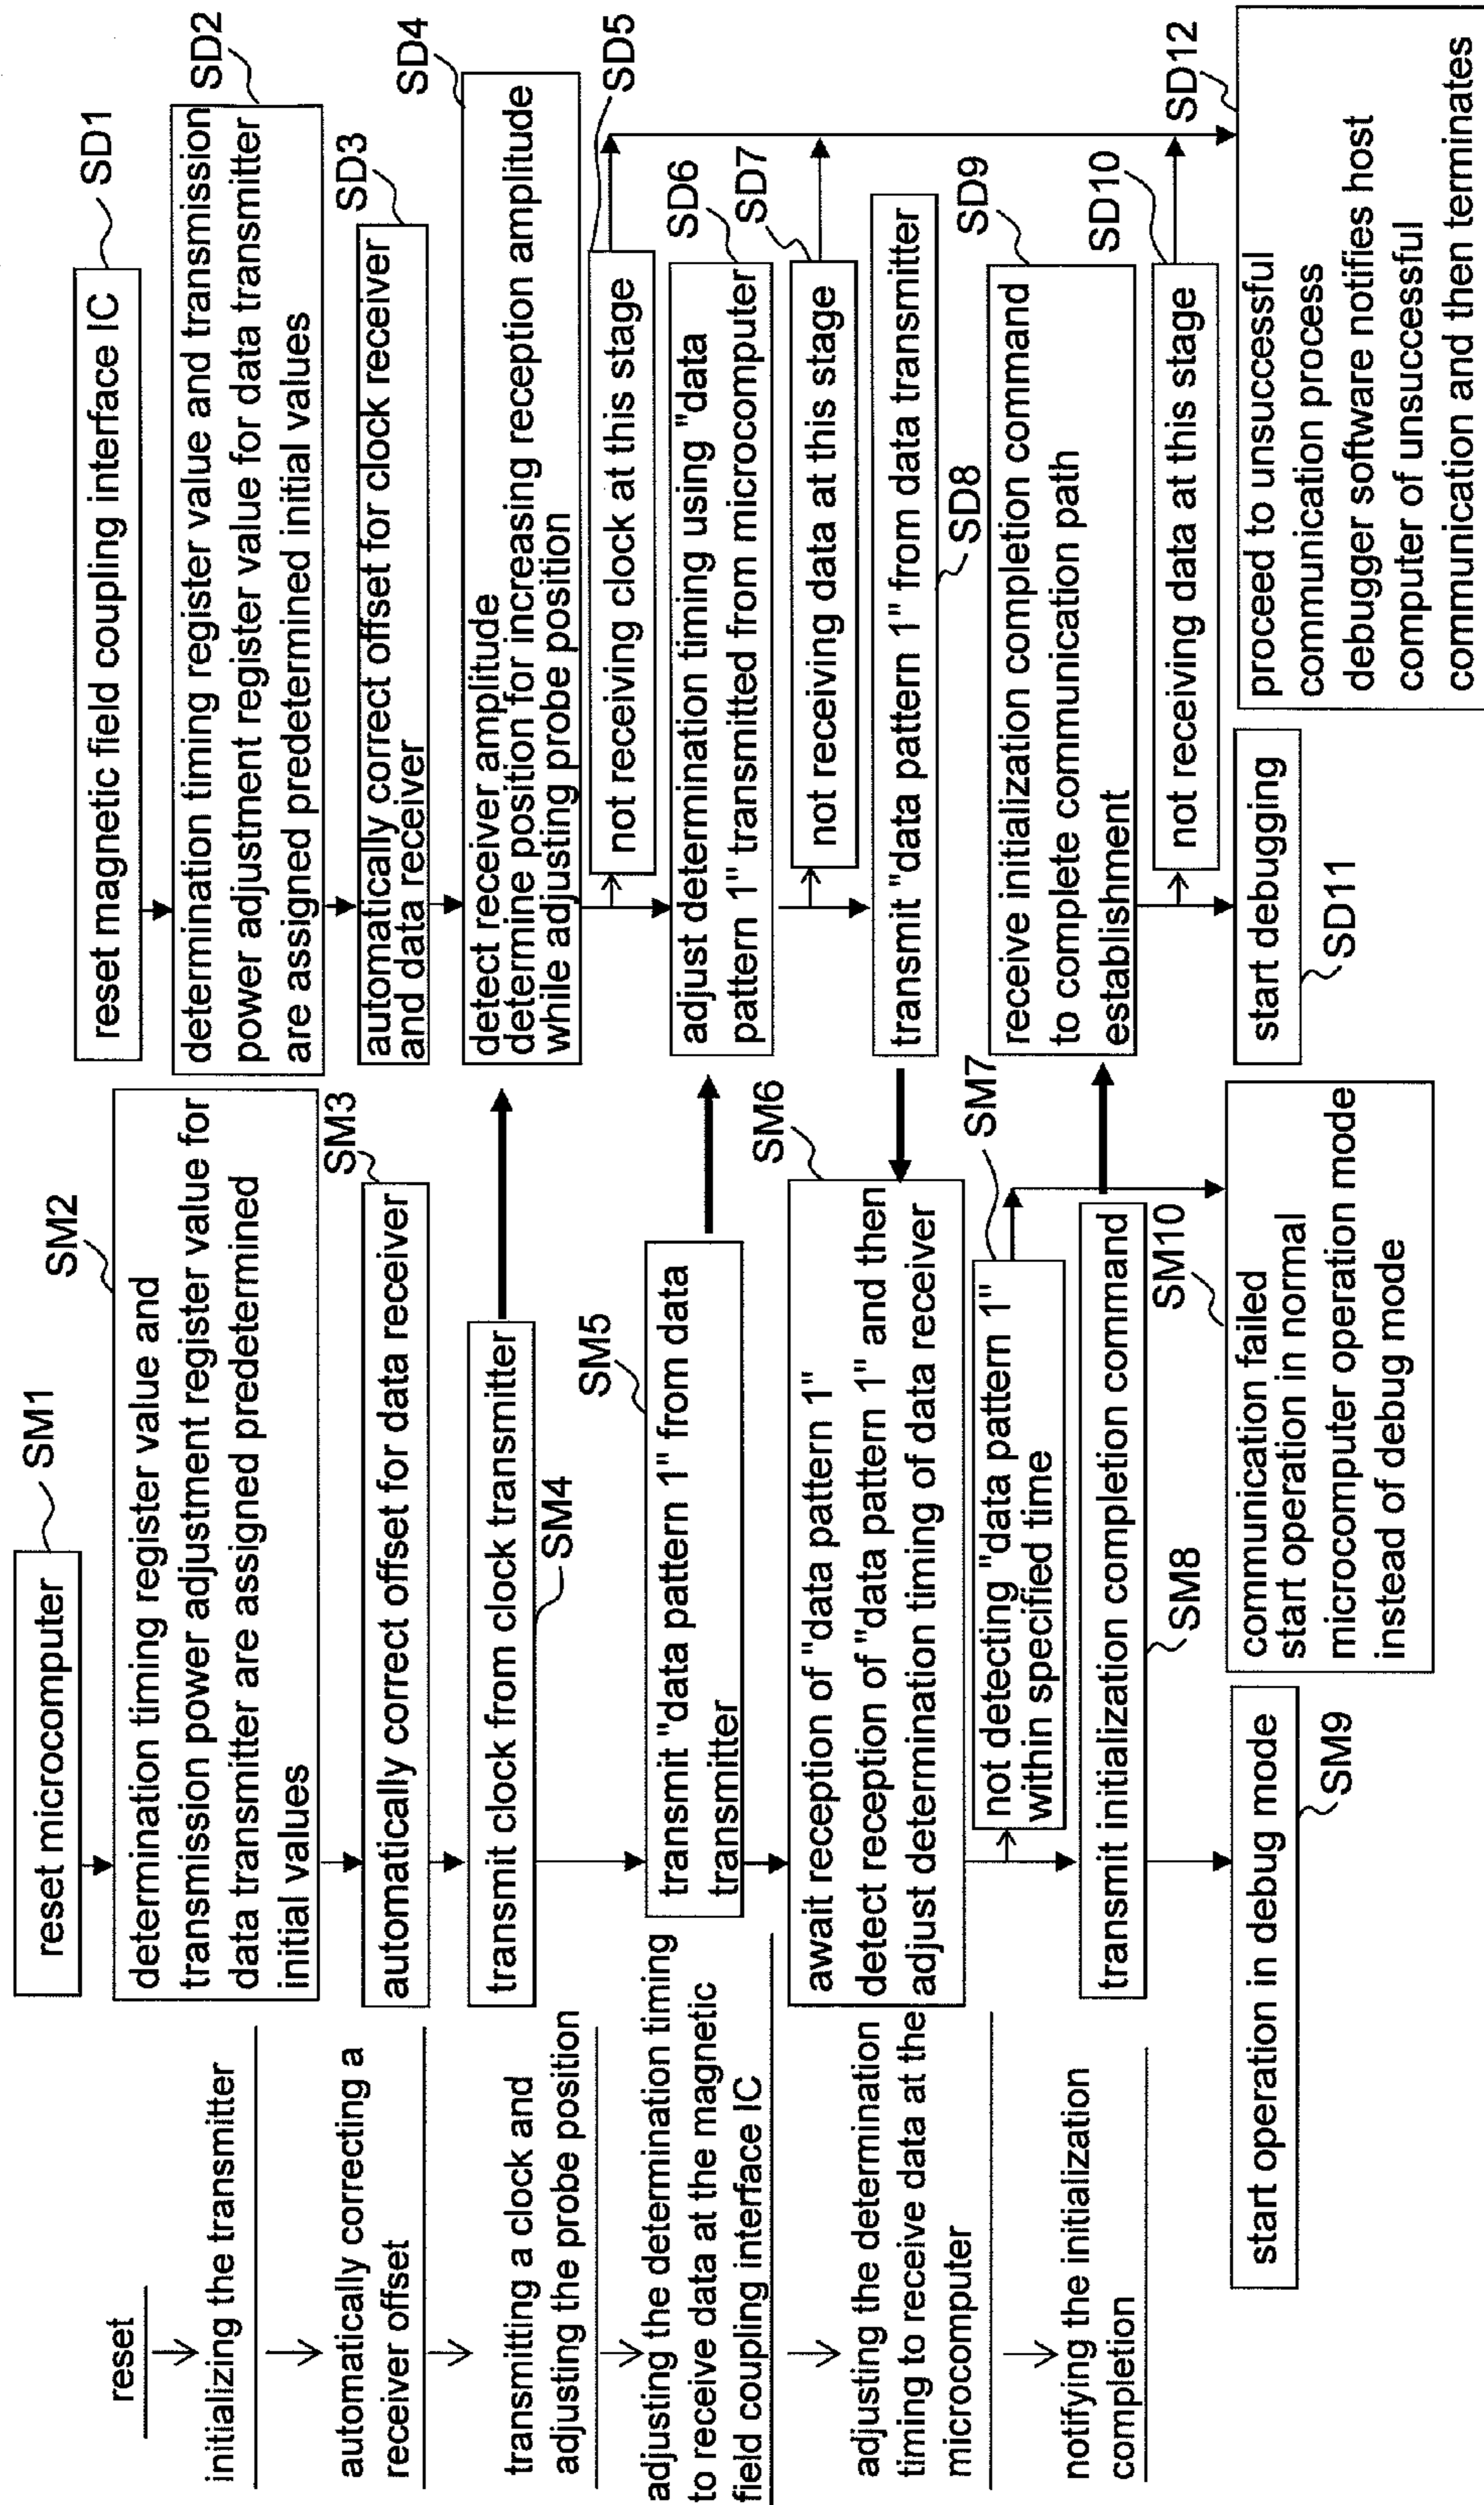 reset
initializing the transmitter
automatically correcting a
receiver offset
transmitting a clock and
adjusting the probe position
adjusting the determination timing
to receive data at the magnetic
field coupling interface IC
adjusting the determination
timing to receive data at the
microcomputer
notifying the initialization
completion
reset microcomputer
SM1
SM2
determination timing register value and
transmission power adjustment register value for
data transmitter are assigned predetermined
initial values
SM3
automatically correct offset for data receiver
transmit clock from clock transmitter
SM4
SM5
transmit "data pattern 1" from data
transmitter
SM6
await reception of "data pattern 1"
detect reception of "data pattern 1" and then
adjust determination timing of data receiver
SM7
not detecting "data pattern 1"
within specified time
transmit initialization completion command
SM8
SM10
communication failed
start operation in normal
microcomputer operation mode
instead of debug mode
start operation in debug mode
SM9
reset magnetic field coupling interface IC
SD1
SD2
determination timing register value and transmission
power adjustment register value for data transmitter
are assigned predetermined initial values
SD3
automatically correct offset for clock receiver
and data receiver
SD4
detect receiver amplitude
determine position for increasing reception amplitude
while adjusting probe position
SD5
not receiving clock at this stage
SD6
adjust determination timing using "data
pattern 1" transmitted from microcomputer
SD7
not receiving data at this stage
transmit "data pattern 1" from data transmitter
SD8
SD9
receive initialization completion command
to complete communication path
establishment
SD10
not receiving data at this stage
start debugging
SD11
SD12
proceed to unsuccessful
communication process
debugger software notifies host
computer of unsuccessful
communication and then terminates